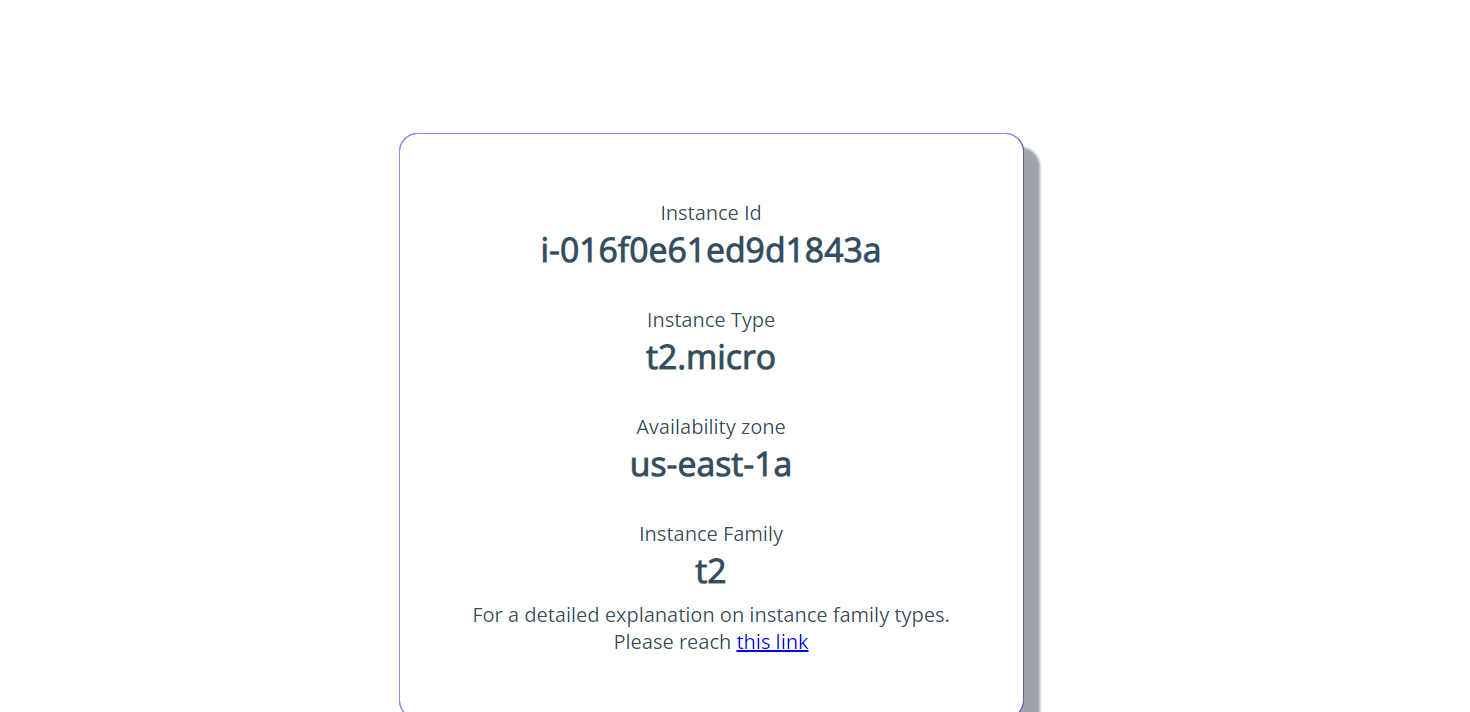 Instance Id
i-016f0e61ed9d1843a
Instance Type
t2.micro
Availability zone
us-east-1a
Instance Family
t2
For a detailed explanation on instance family types.
Please reach this link